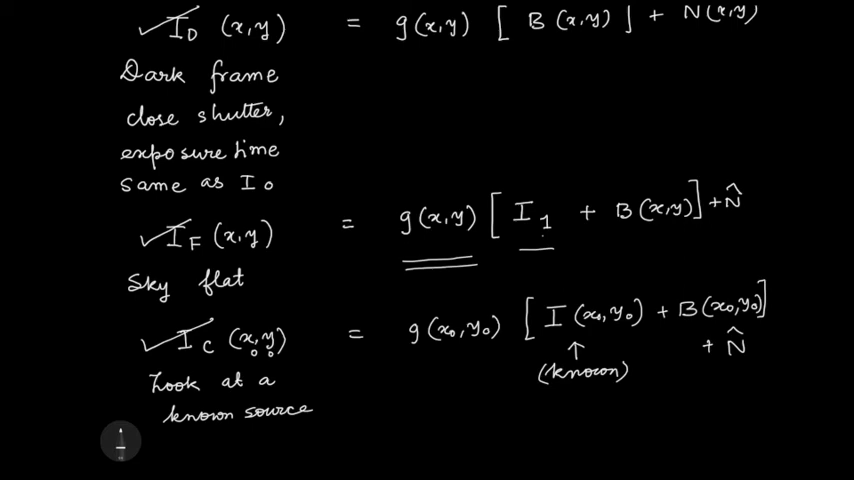 I_D (x,y) = g(x,y) [ B(x,y) ] + N(x,y)
Dark frame
close shutter,
exposure time
same as I_0
I_F (x,y) = g(x,y) [ I_1 + B(x,y) ] + N̂
Sky flat
I_C (x_0,y_0) = g(x_0,y_0) [ I(x_0,y_0) + B(x_0,y_0) ]
↑ + N̂
Look at a (known)
known source